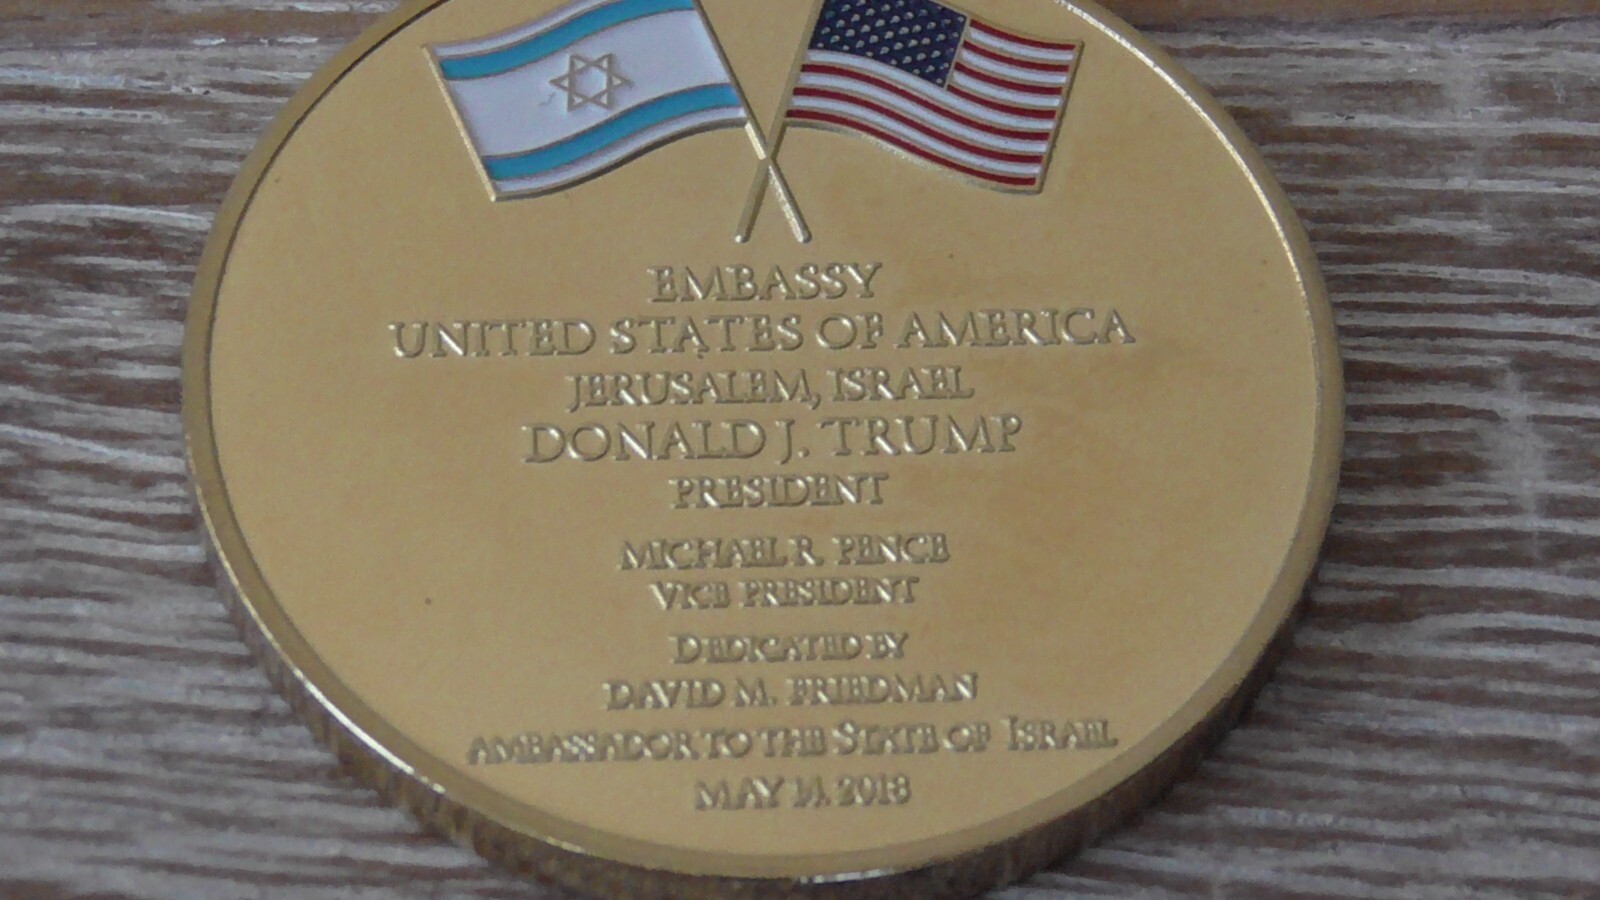 EMBASSY
UNITED STATES OF AMERICA
JERUSALEM, ISRAEL
DONALD J. TRUMP
PRESIDENT
MICHAEL R. PENCE
VICE PRESIDENT
DEDICATED BY
DAVID M. FRIEDMAN
AMBASSADOR TO THE STATE OF ISRAEL
MAY 14, 2018